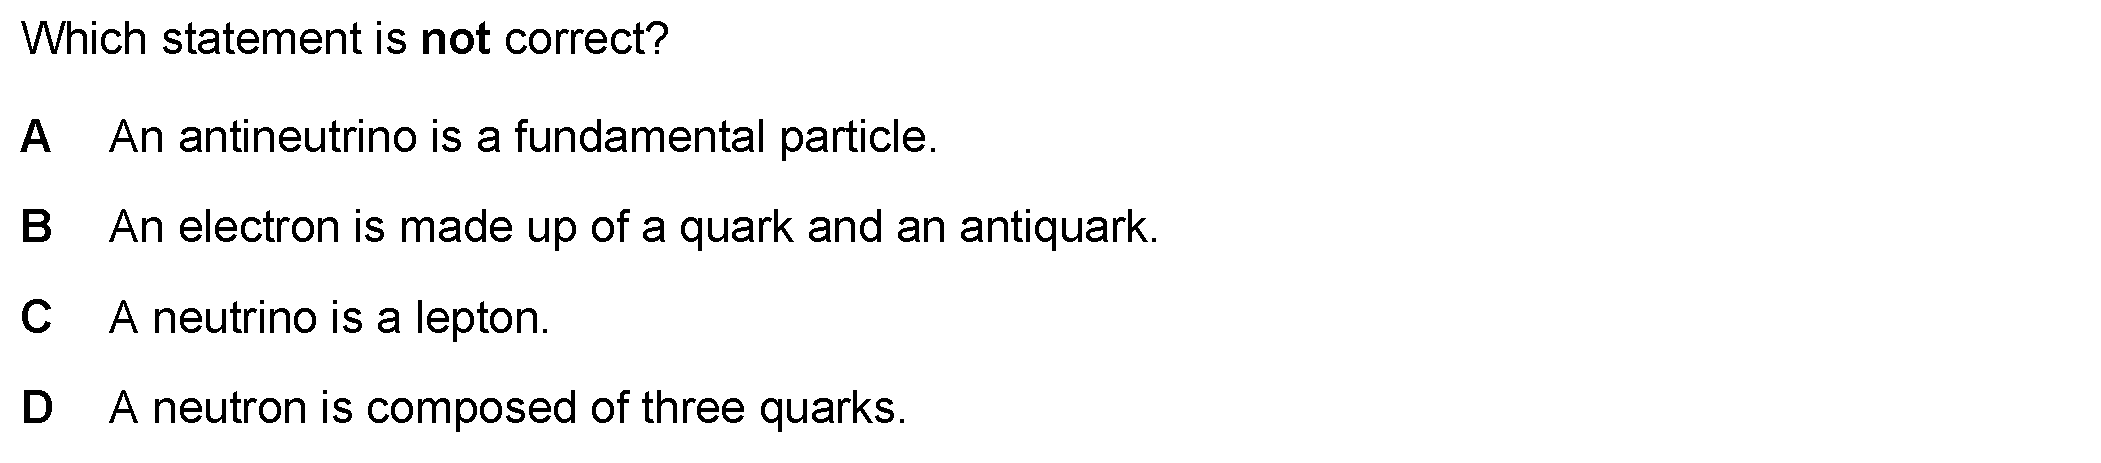 Which statement is not correct?
A An antineutrino is a fundamental particle.
B An electron is made up of a quark and an antiquark.
C A neutrino is a lepton.
D A neutron is composed of three quarks.